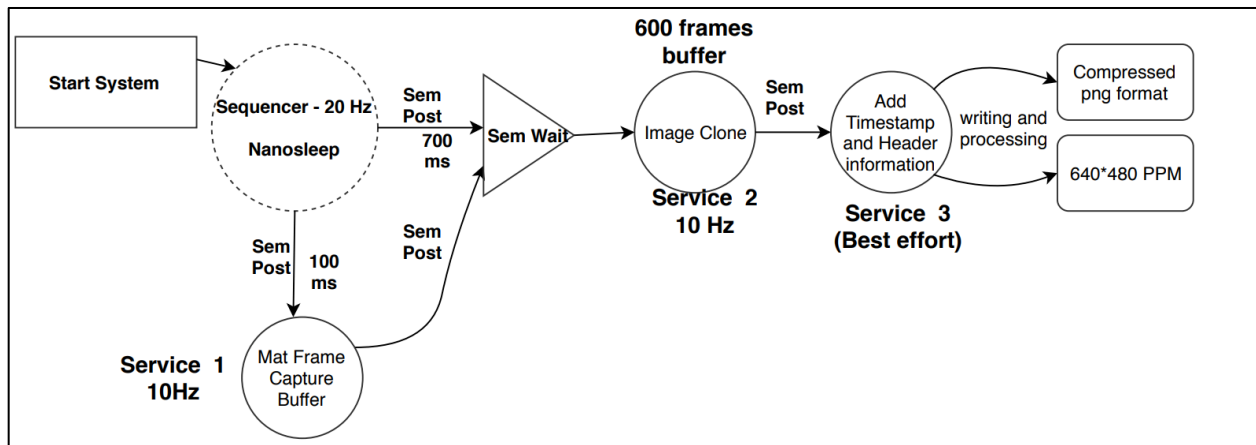 Start System
Sequencer - 20 Hz
Nanosleep
Sem
Post
700
ms
Sem Wait
600 frames
buffer
Image Clone
Service 2
10 Hz
Sem
Post
Add
Timestamp
and Header
information
Service 3
(Best effort)
writing and
processing
Compressed
png format
640*480 PPM
Sem
Post
100
ms
Sem
Post
Service 1
10Hz
Mat Frame
Capture
Buffer